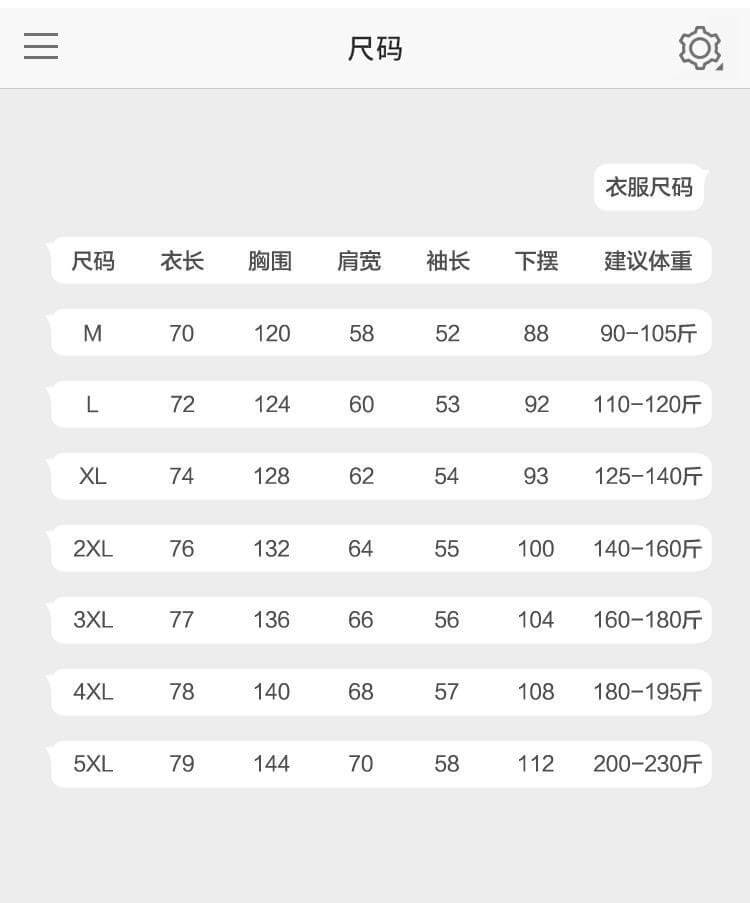 尺码
衣服尺码
尺码 衣长 胸围 肩宽 袖长 下摆 建议体重
M 70 120 58 52 88 90-105斤
L 72 124 60 53 92 110-120斤
XL 74 128 62 54 93 125-140斤
2XL 76 132 64 55 100 140-160斤
3XL 77 136 66 56 104 160-180斤
4XL 78 140 68 57 108 180-195斤
5XL 79 144 70 58 112 200-230斤